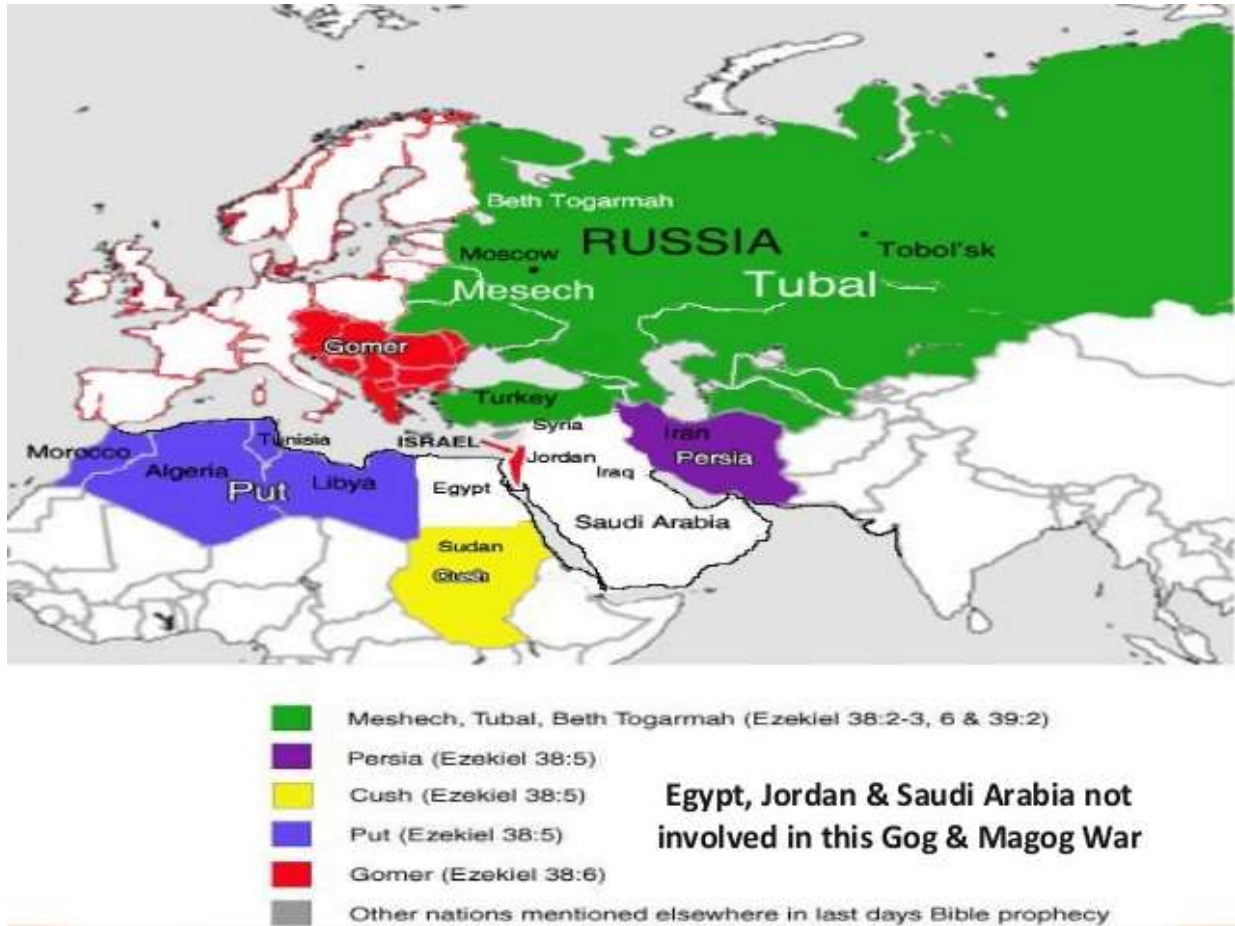 Beth Togarmah
RUSSIA
Moscow
Tobol'sk
Mesech
Tubal
Gomer
Turkey
Syria
Iran
Persia
Morocco
Tunisia
ISRAEL
Jordan
Iraq
Algeria
Put
Libya
Egypt
Saudi Arabia
Sudan
Cush
Meshech, Tubal, Beth Togarmah (Ezekiel 38:2-3, 6 & 39:2)
Persia (Ezekiel 38:5)
Cush (Ezekiel 38:5)
Put (Ezekiel 38:5)
Gomer (Ezekiel 38:6)
Other nations mentioned elsewhere in last days Bible prophecy
Egypt, Jordan & Saudi Arabia not
involved in this Gog & Magog War